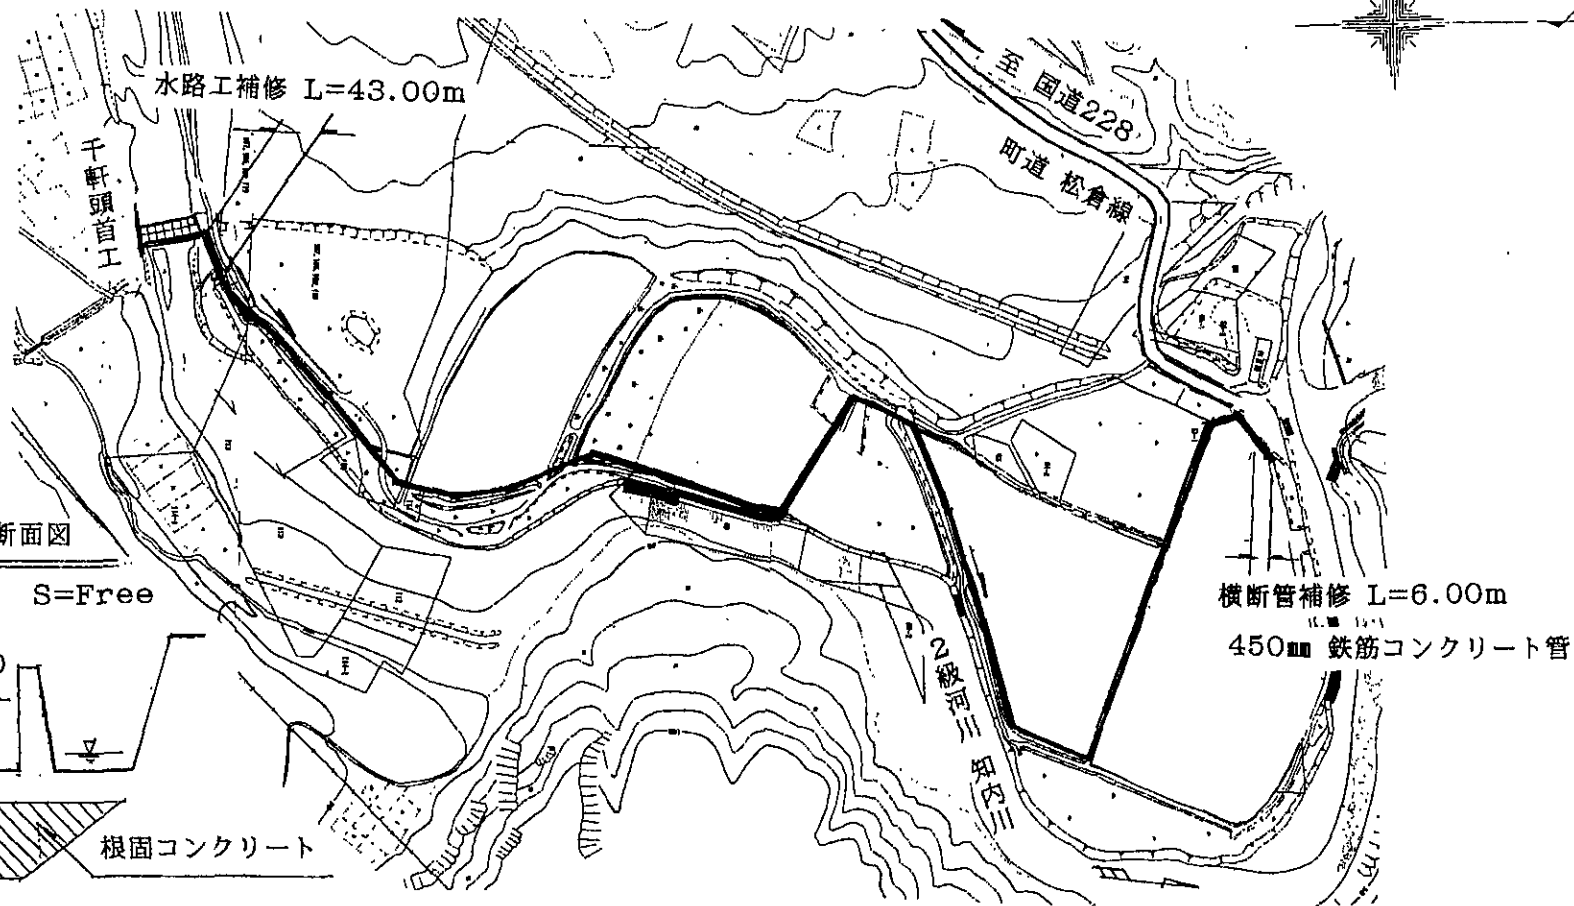 水路工補修 L=43.00m
千軒頭首工
至 国道228
町道 松倉線
断面図
S=Free
横断管補修 L=6.00m
450mm 鉄筋コンクリート管
2級河川 知内川
根固コンクリート